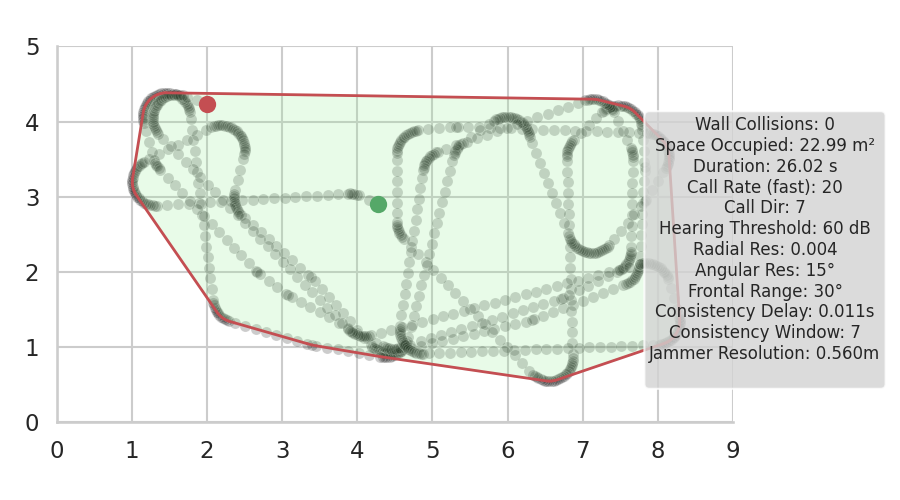 5
4
3
2
1
0
0 1 2 3 4 5 6 7 8 9
Wall Collisions: 0
Space Occupied: 22.99 m²
Duration: 26.02 s
Call Rate (fast): 20
Call Dir: 7
Hearing Threshold: 60 dB
Radial Res: 0.004
Angular Res: 15°
Frontal Range: 30°
Consistency Delay: 0.011s
Consistency Window: 7
Jammer Resolution: 0.560m